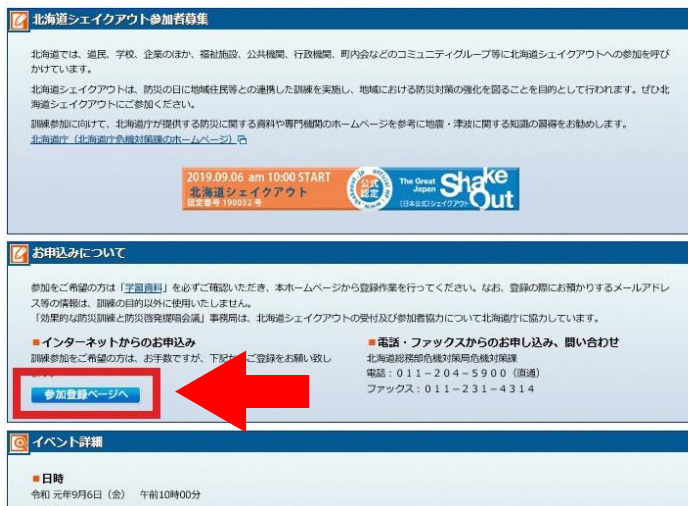 北海道シェイクアウト参加者募集
北海道では、道民、学校、企業のほか、福祉施設、公共機関、行政機関、町内会などのコミュニティグループ等に北海道シェイクアウトへの参加を呼び
かけています。
北海道シェイクアウトは、防災の日に地域住民等との連携した訓練を実施し、地域における防災対策の強化を図ることを目的として行われます。ぜひ北
海道シェイクアウトにご参加ください。
訓練参加に向けて、北海道庁が提供する防災に関する資料や専門機関のホームページを参考に地震・津波に関する知識の習得をお勧めします。
北海道庁（北海道庁危機対策課のホームページ）
2019.09.06 am 10:00 START
北海道シェイクアウト
認定番号 190032 号
公式
認定
The Great
Japan
ShakeOut
(日本公式)シェイクアウト
お申込みについて
参加をご希望の方は「学習資料」を必ずご確認いただき、本ホームページから登録作業を行ってください。なお、登録の際にお預かりするメールアドレ
ス等の情報は、訓練の目的以外に使用いたしません。
「効果的な防災訓練と防災啓発提唱会議」事務局は、北海道シェイクアウトの受付及び参加者協力について北海道庁に協力しています。
■インターネットからのお申込み
訓練参加をご希望の方は、お手数ですが、下記 ご登録をお願い致し
参加登録ページへ
■電話・ファックスからのお申し込み、問い合わせ
北海道総務部危機対策局危機対策課
電話：０１１－２０４－５９００（直通）
ファックス：０１１－２３１－４３１４
イベント詳細
■日時
令和 元年9月6日（金） 午前10時00分